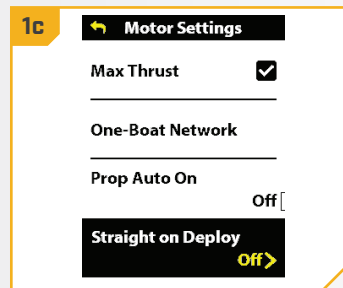 1c
Motor Settings
Max Thrust
One-Boat Network
Prop Auto On
Off
Straight on Deploy
Off>